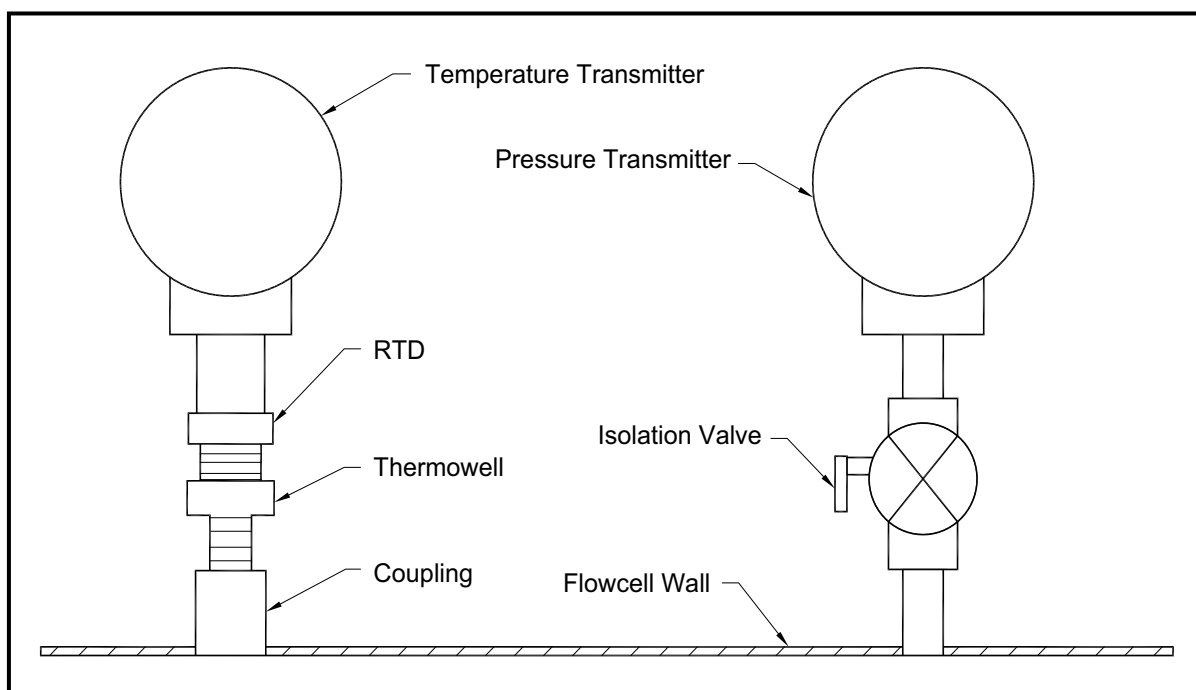 Temperature Transmitter
Pressure Transmitter
RTD
Isolation Valve
Thermowell
Coupling
Flowcell Wall